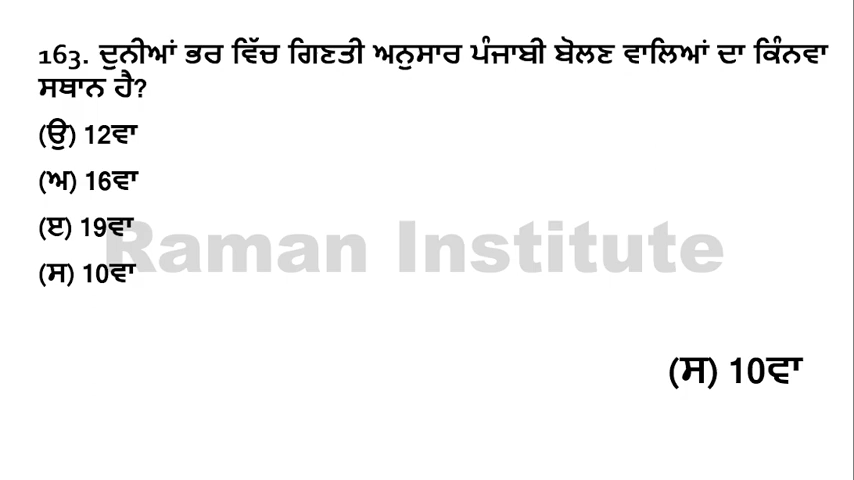 163. ਦੁਨੀਆਂ ਭਰ ਵਿੱਚ ਗਿਣਤੀ ਅਨੁਸਾਰ ਪੰਜਾਬੀ ਬੋਲਣ ਵਾਲਿਆਂ ਦਾ ਕਿੰਨਵਾ
ਸਥਾਨ ਹੈ?
(ੳ) 12ਵਾ
(ਅ) 16ਵਾ
(ੲ) 19ਵਾ
Raman Institute
(ਸ) 10ਵਾ
(ਸ) 10ਵਾ